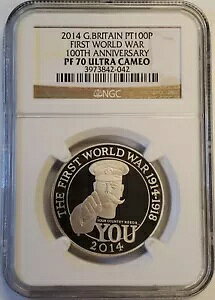 2014 G.BRITAIN PT100P
FIRST WORLD WAR
100TH ANNIVERSARY
PF 70 ULTRA CAMEO
3973842-042
NGC
THE FIRST WORLD WAR 1914-1918
YOUR COUNTRY NEEDS
YOU
2014